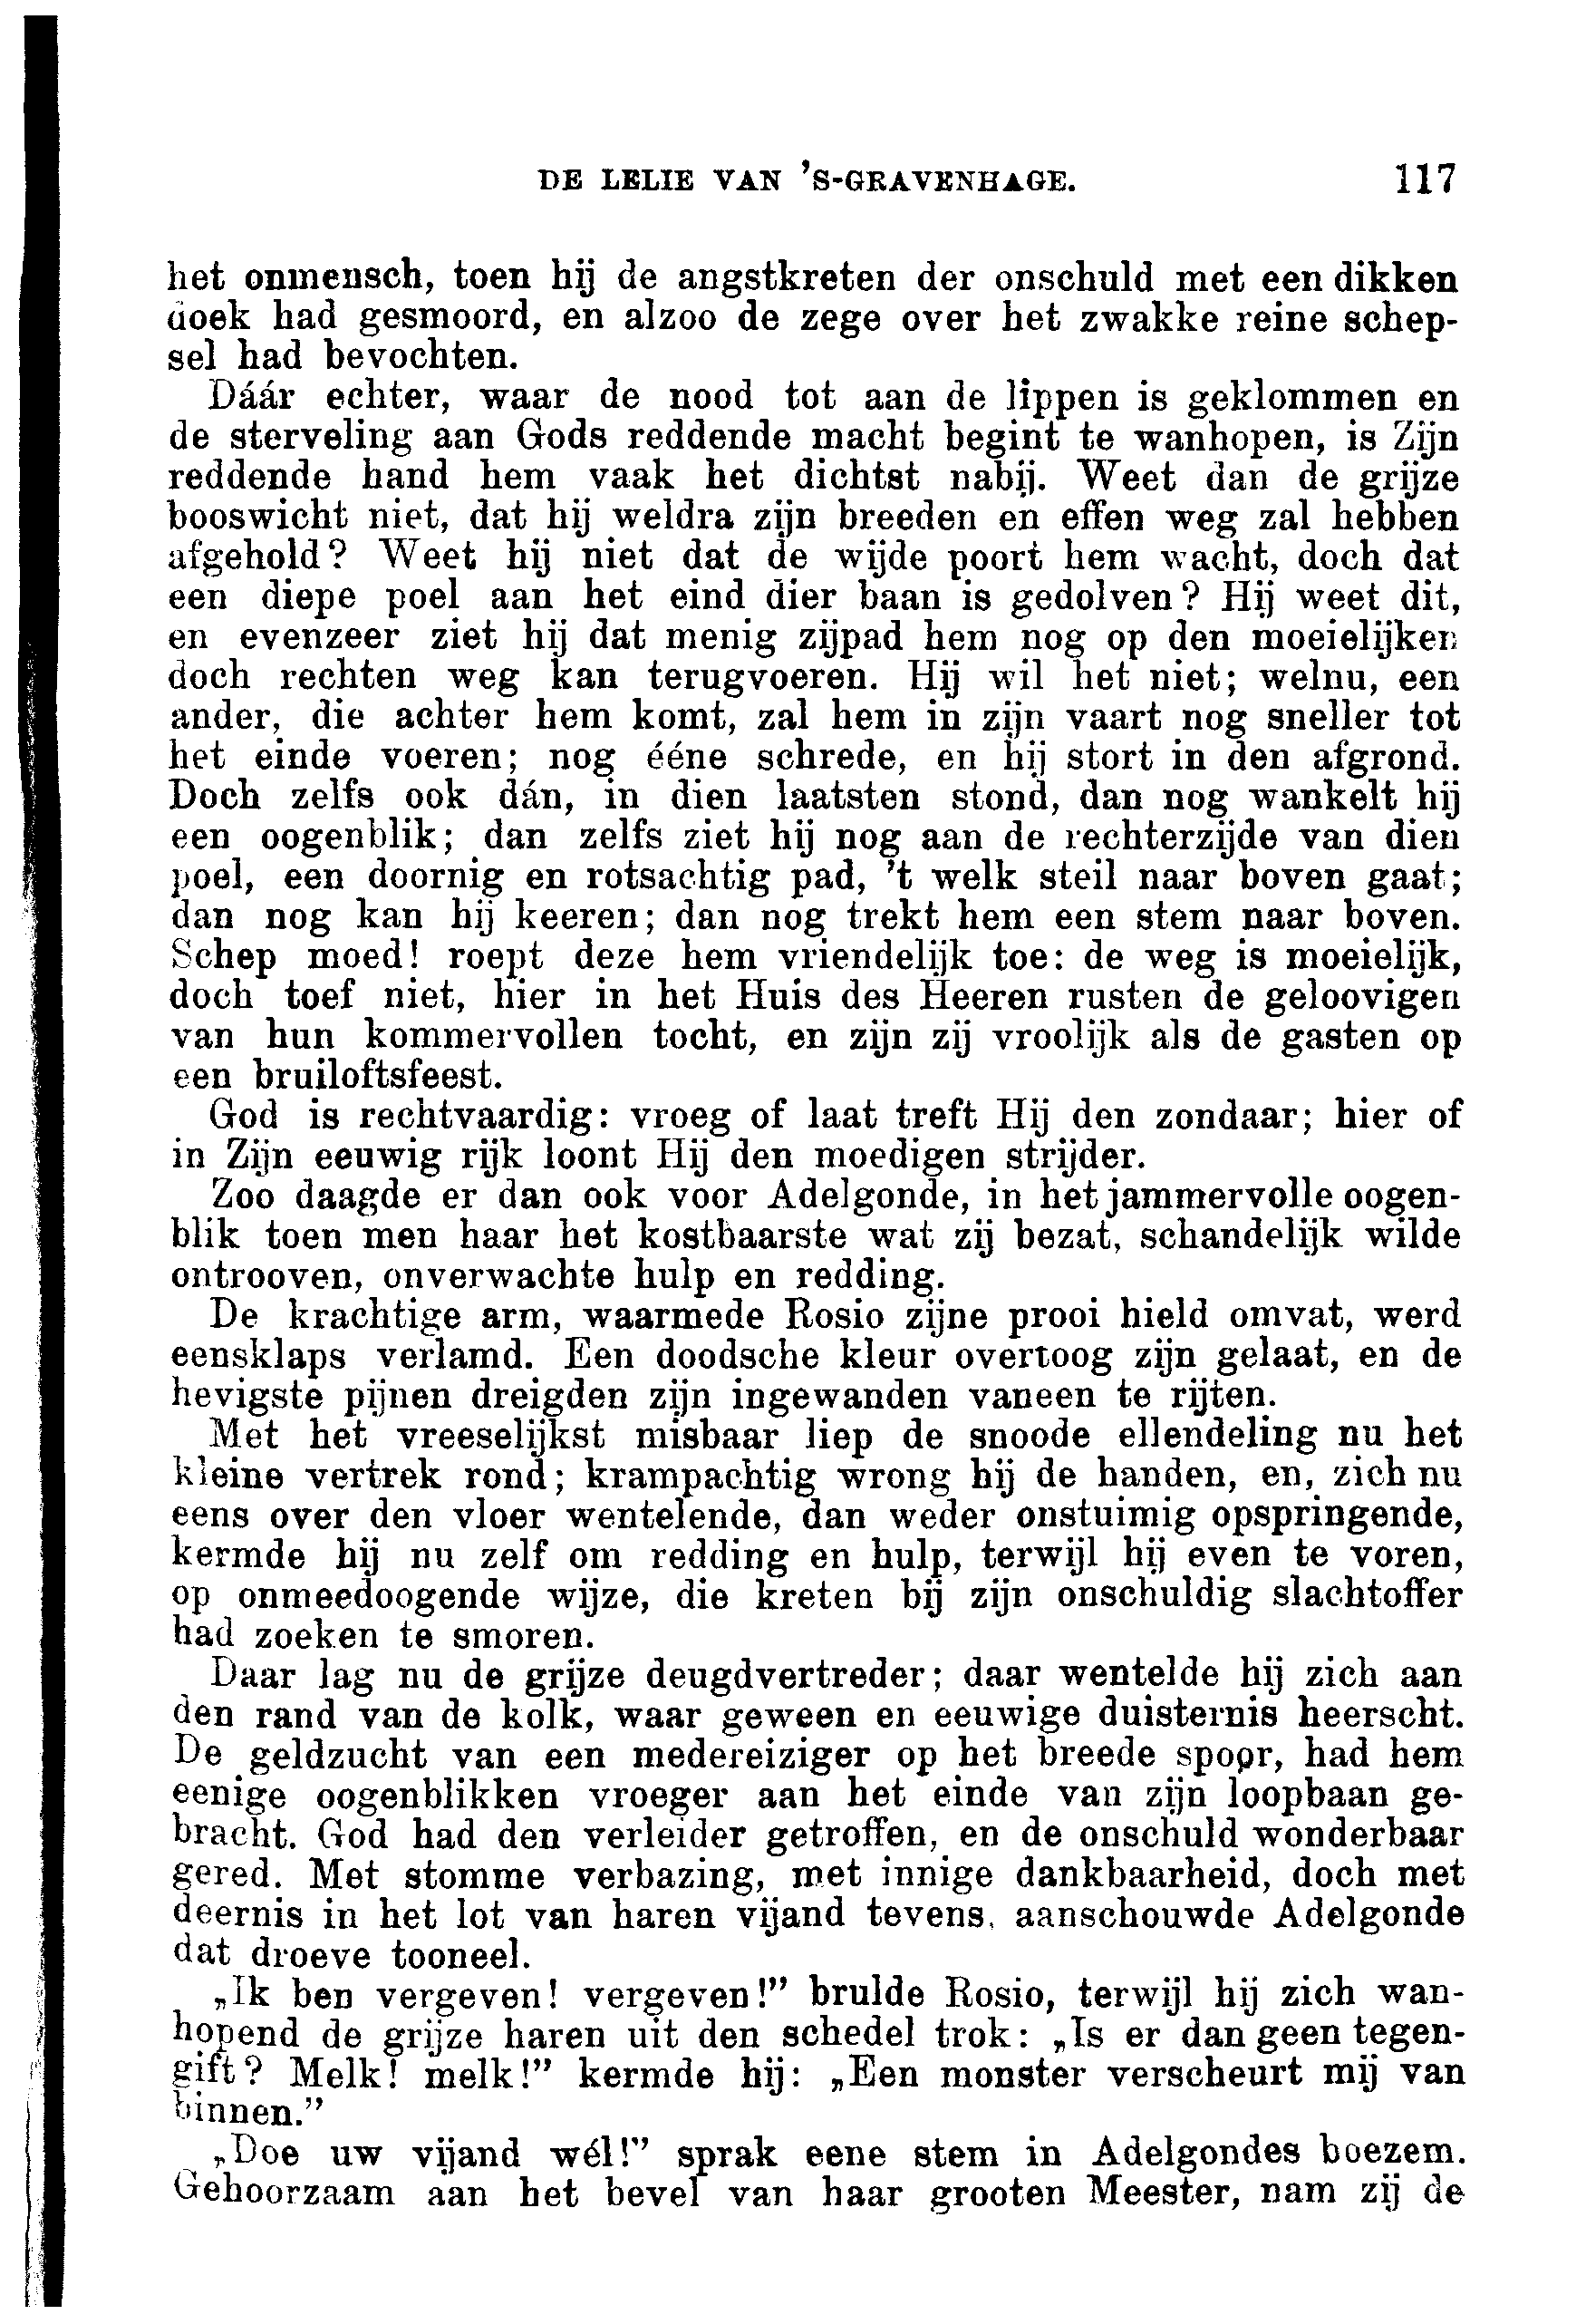 DE LELIE VAN 'S-GRAVENHAGE. 117
het onmensch, toen hij de angstkreten der onschuld met een dikken
doek had gesmoord, en alzoo de zege over het zwakke reine schep-
sel had bevochten.
Dáár echter, waar de nood tot aan de lippen is geklommen en
de sterveling aan Gods reddende macht begint te wanhopen, is Zijn
reddende hand hem vaak het dichtst nabij. Weet dan de grijze
booswicht niet, dat hij weldra zijn breeden en effen weg zal hebben
afgehold? Weet hij niet dat de wijde poort hem wacht, doch dat
een diepe poel aan het eind dier baan is gedolven? Hij weet dit,
en evenzeer ziet hij dat menig zijpad hem nog op den moeielijken
doch rechten weg kan terugvoeren. Hij wil het niet; welnu, een
ander, die achter hem komt, zal hem in zijn vaart nog sneller tot
het einde voeren; nog ééne schrede, en hij stort in den afgrond.
Doch zelfs ook dán, in dien laatsten stond, dan nog wankelt hij
een oogenblik; dan zelfs ziet hij nog aan de rechterzijde van dien
poel, een doornig en rotsachtig pad, 't welk steil naar boven gaat;
dan nog kan hij keeren; dan nog trekt hem een stem naar boven.
Schep moed! roept deze hem vriendelijk toe: de weg is moeielijk,
doch toef niet, hier in het Huis des Heeren rusten de geloovigen
van hun kommervollen tocht, en zijn zij vroolijk als de gasten op
een bruiloftsfeest.
God is rechtvaardig: vroeg of laat treft Hij den zondaar; hier of
in Zijn eeuwig rijk loont Hij den moedigen strijder.
Zoo daagde er dan ook voor Adelgonde, in het jammervolle oogen-
blik toen men haar het kostbaarste wat zij bezat, schandelijk wilde
ontrooven, onverwachte hulp en redding.
De krachtige arm, waarmede Rosio zijne prooi hield omvat, werd
eensklaps verlamd. Een doodsche kleur overtoog zijn gelaat, en de
hevigste pijnen dreigden zijn ingewanden vaneen te rijten.
Met het vreeselijkst misbaar liep de snoode ellendeling nu het
kleine vertrek rond; krampachtig wrong hij de handen, en, zich nu
eens over den vloer wentelende, dan weder onstuimig opspringende,
kermde hij nu zelf om redding en hulp, terwijl hij even te voren,
op onmeedoogende wijze, die kreten bij zijn onschuldig slachtoffer
had zoeken te smoren.
Daar lag nu de grijze deugdvertreder; daar wentelde hij zich aan
den rand van de kolk, waar geween en eeuwige duisternis heerscht.
De geldzucht van een medereiziger op het breede spoor, had hem
eenige oogenblikken vroeger aan het einde van zijn loopbaan ge-
bracht. God had den verleider getroffen, en de onschuld wonderbaar
gered. Met stomme verbazing, met innige dankbaarheid, doch met
deernis in het lot van haren vijand tevens, aanschouwde Adelgonde
dat droeve tooneel.
„Ik ben vergeven! vergeven!” brulde Rosio, terwijl hij zich wan-
hopend de grijze haren uit den schedel trok: „Is er dan geen tegen-
gift? Melk! melk!” kermde hij: „Een monster verscheurt mij van
binnen.”
„Doe uw vijand wél!” sprak eene stem in Adelgondes boezem.
Gehoorzaam aan het bevel van haar grooten Meester, nam zij de